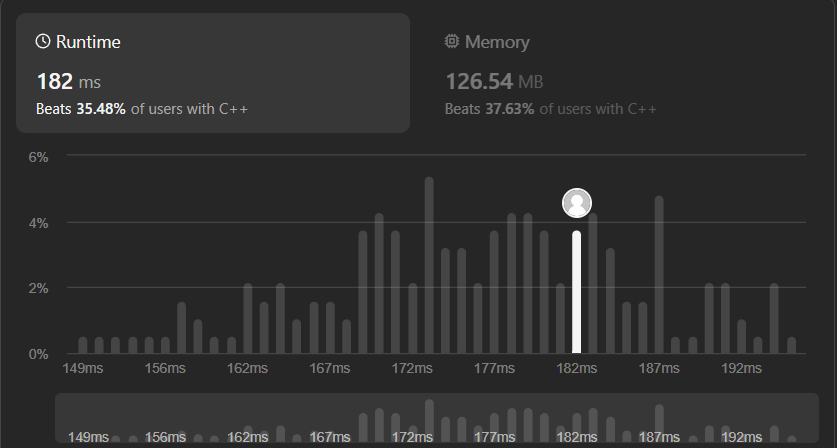 Runtime
182 ms
Beats 35.48% of users with C++
Memory
126.54 MB
Beats 37.63% of users with C++
6%
4%
2%
0%
149ms 156ms 162ms 167ms 172ms 177ms 182ms 187ms 192ms
149ms 156ms 162ms 167ms 172ms 177ms 182ms 187ms 192ms